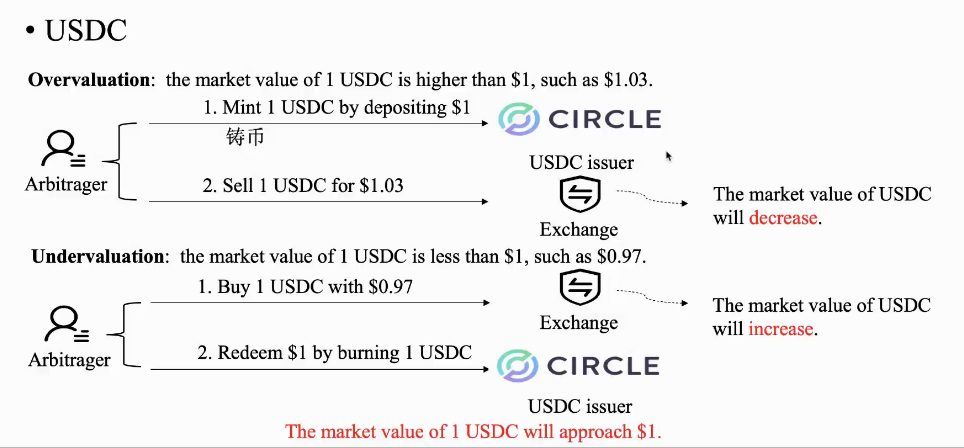 • USDC
Overvaluation: the market value of 1 USDC is higher than $1, such as $1.03.
1. Mint 1 USDC by depositing $1
铸币
CIRCLE
USDC issuer
Arbitrager
2. Sell 1 USDC for $1.03
Exchange
The market value of USDC
will decrease.
Undervaluation: the market value of 1 USDC is less than $1, such as $0.97.
1. Buy 1 USDC with $0.97
Exchange
The market value of USDC
will increase.
Arbitrager
2. Redeem $1 by burning 1 USDC
CIRCLE
USDC issuer
The market value of 1 USDC will approach $1.